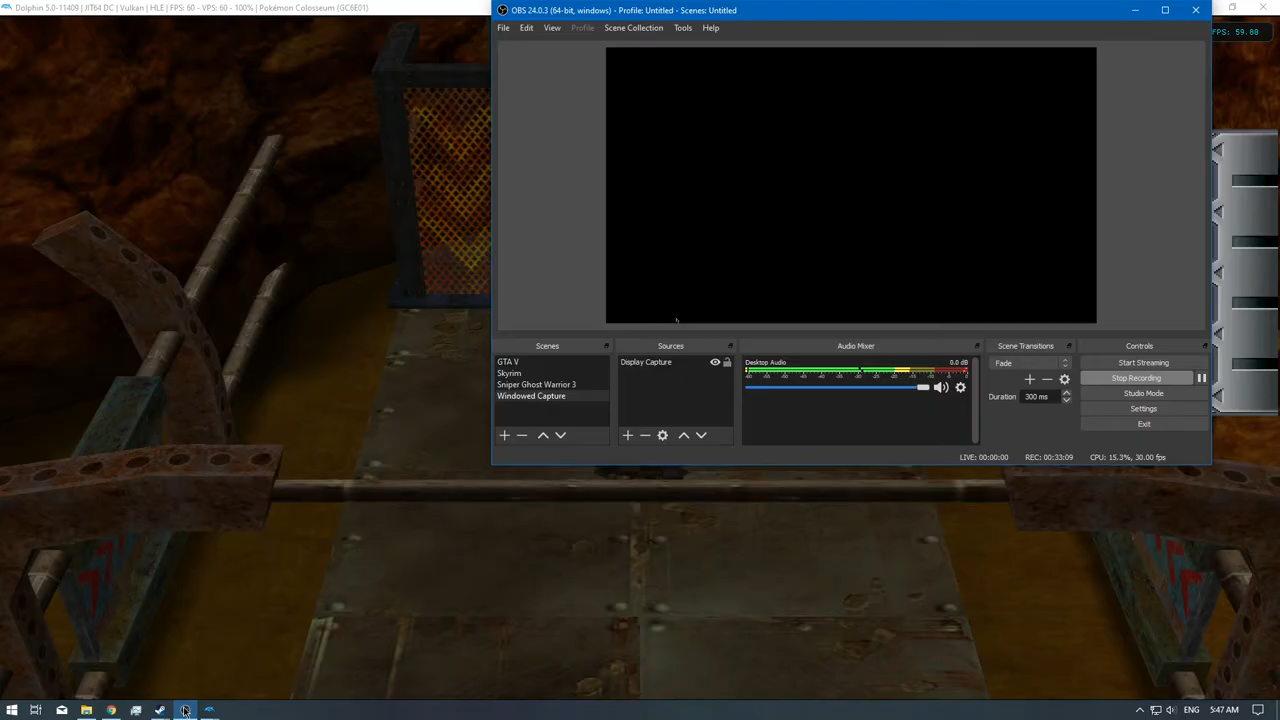 Dolphin 5.0-11409 | JIT64 DC | Vulkan | HLE | FPS: 60 - VPS: 60 - 100% | Pokémon Colosseum (GC6E01)
OBS 24.0.3 (64-bit, windows) - Profile: Untitled - Scenes: Untitled
File Edit View Profile Scene Collection Tools Help
FPS: 59.80
Scenes
GTA V
Skyrim
Sniper Ghost Warrior 3
Windowed Capture
Sources
Display Capture
Audio Mixer
Desktop Audio 0.0 dB
Scene Transitions
Fade
Duration 300 ms
Controls
Start Streaming
Stop Recording
Studio Mode
Settings
Exit
LIVE: 00:00:00 REC: 00:33:09 CPU: 15.3%, 30.00 fps
ENG 5:47 AM